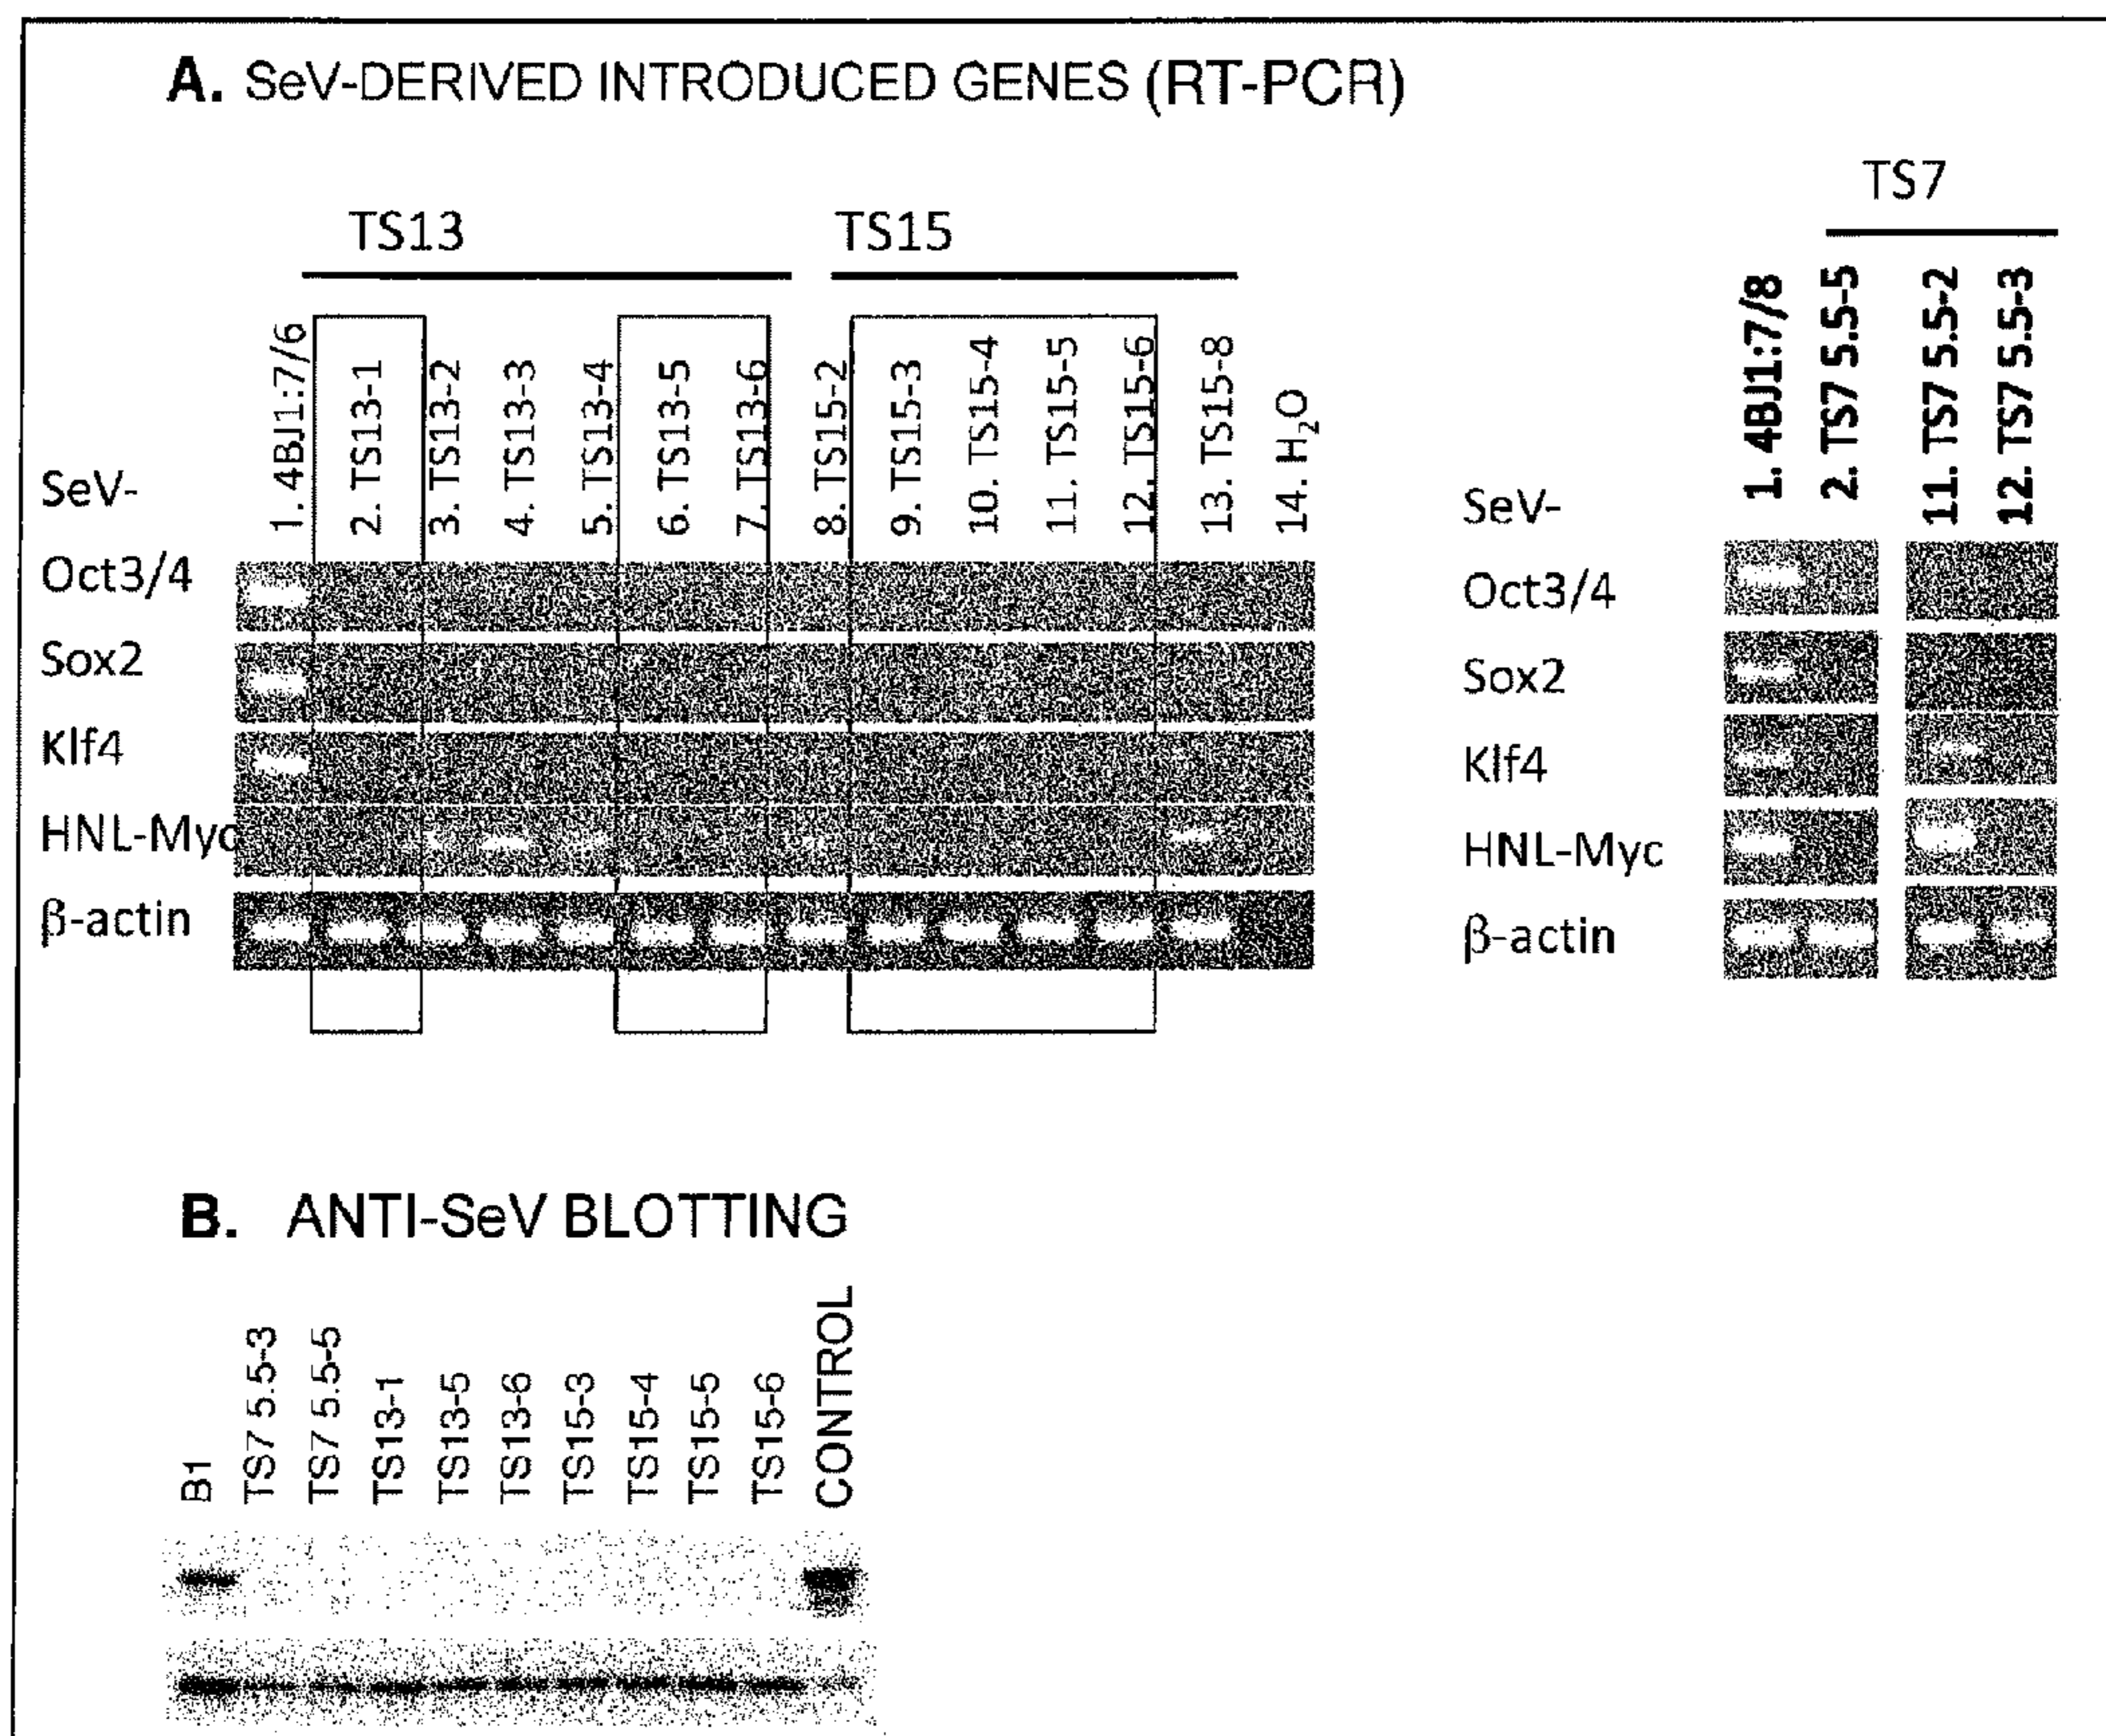 A. SeV-DERIVED INTRODUCED GENES (RT-PCR)
TS13
TS15
1. 4BJ1:7/6
2. TS13-1
3. TS13-2
4. TS13-3
5. TS13-4
6. TS13-5
7. TS13-6
8. TS15-2
9. TS15-3
10. TS15-4
11. TS15-5
12. TS15-6
13. TS15-8
14. H₂O
SeV-
Oct3/4
Sox2
Klf4
HNL-Myc
β-actin
TS7
1. 4BJ1:7/8
2. TS7 5.5-5
11. TS7 5.5-2
12. TS7 5.5-3
SeV-
Oct3/4
Sox2
Klf4
HNL-Myc
β-actin
B. ANTI-SeV BLOTTING
B1
TS7 5.5-3
TS7 5.5-5
TS13-1
TS13-5
TS13-6
TS15-3
TS15-4
TS15-5
TS15-6
CONTROL